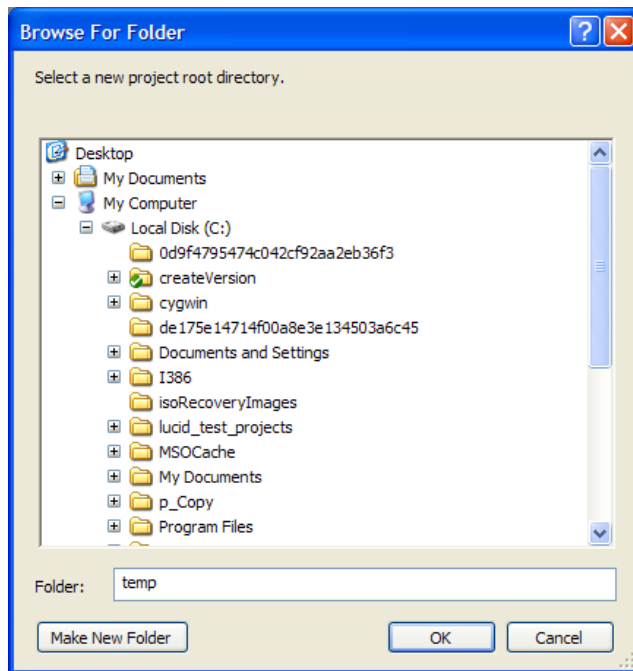 Browse For Folder
Select a new project root directory.
Desktop
My Documents
My Computer
Local Disk (C:)
0d9f4795474c042cf92aa2eb36f3
createVersion
cygwin
de175e14714f00a8e3e134503a6c45
Documents and Settings
I386
isoRecoveryImages
lucid_test_projects
MSOCache
My Documents
p_Copy
Program Files
Folder: temp
Make New Folder OK Cancel